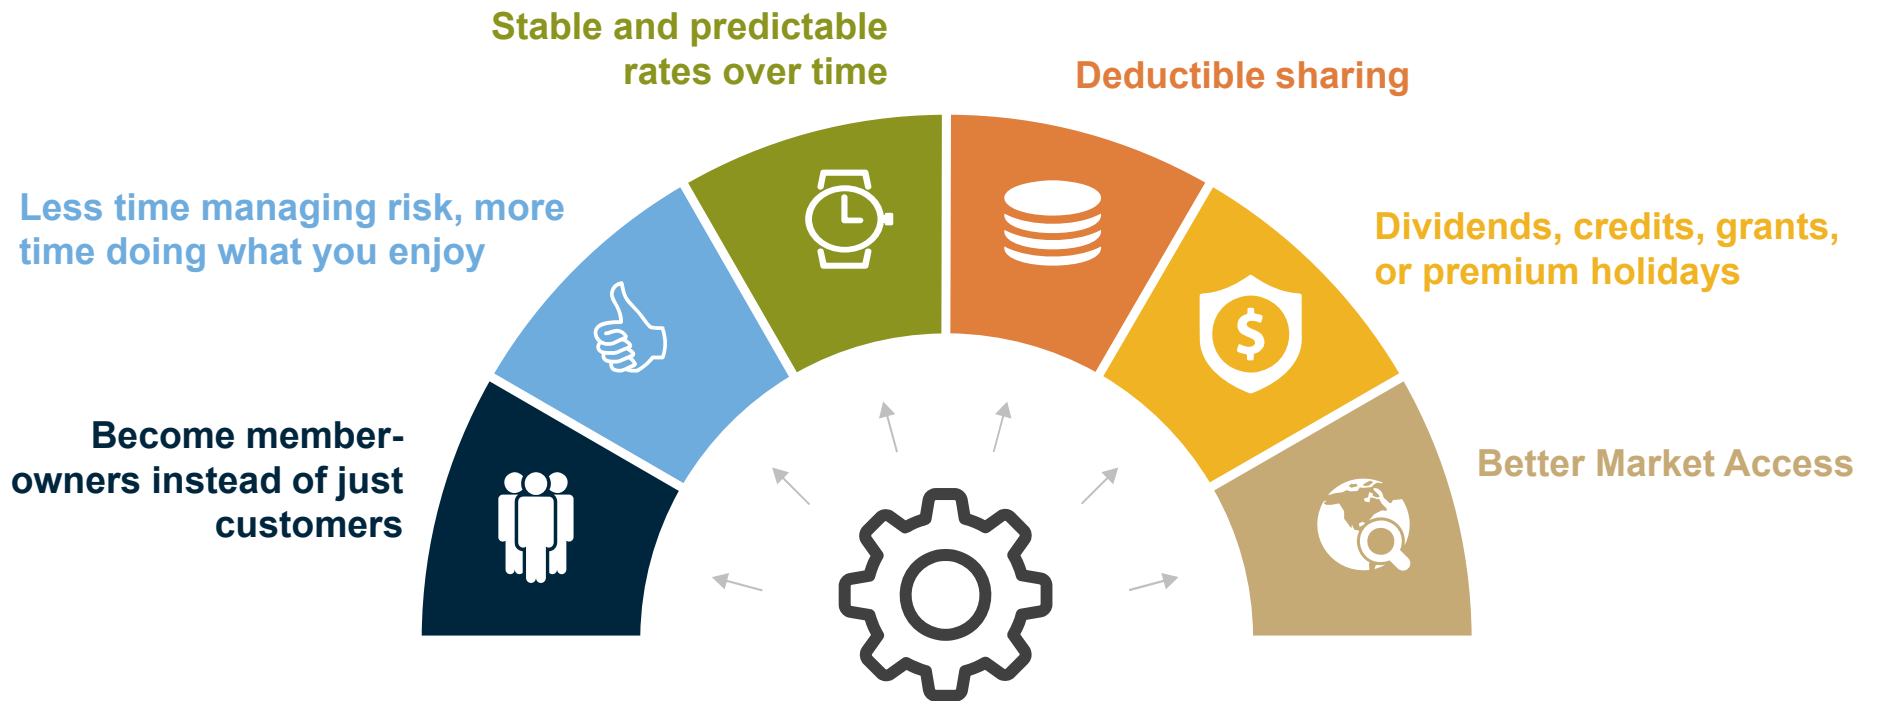 Stable and predictable
rates over time
Deductible sharing
Less time managing risk, more
time doing what you enjoy
Dividends, credits, grants,
or premium holidays
Become member-
owners instead of just
customers
Better Market Access
$